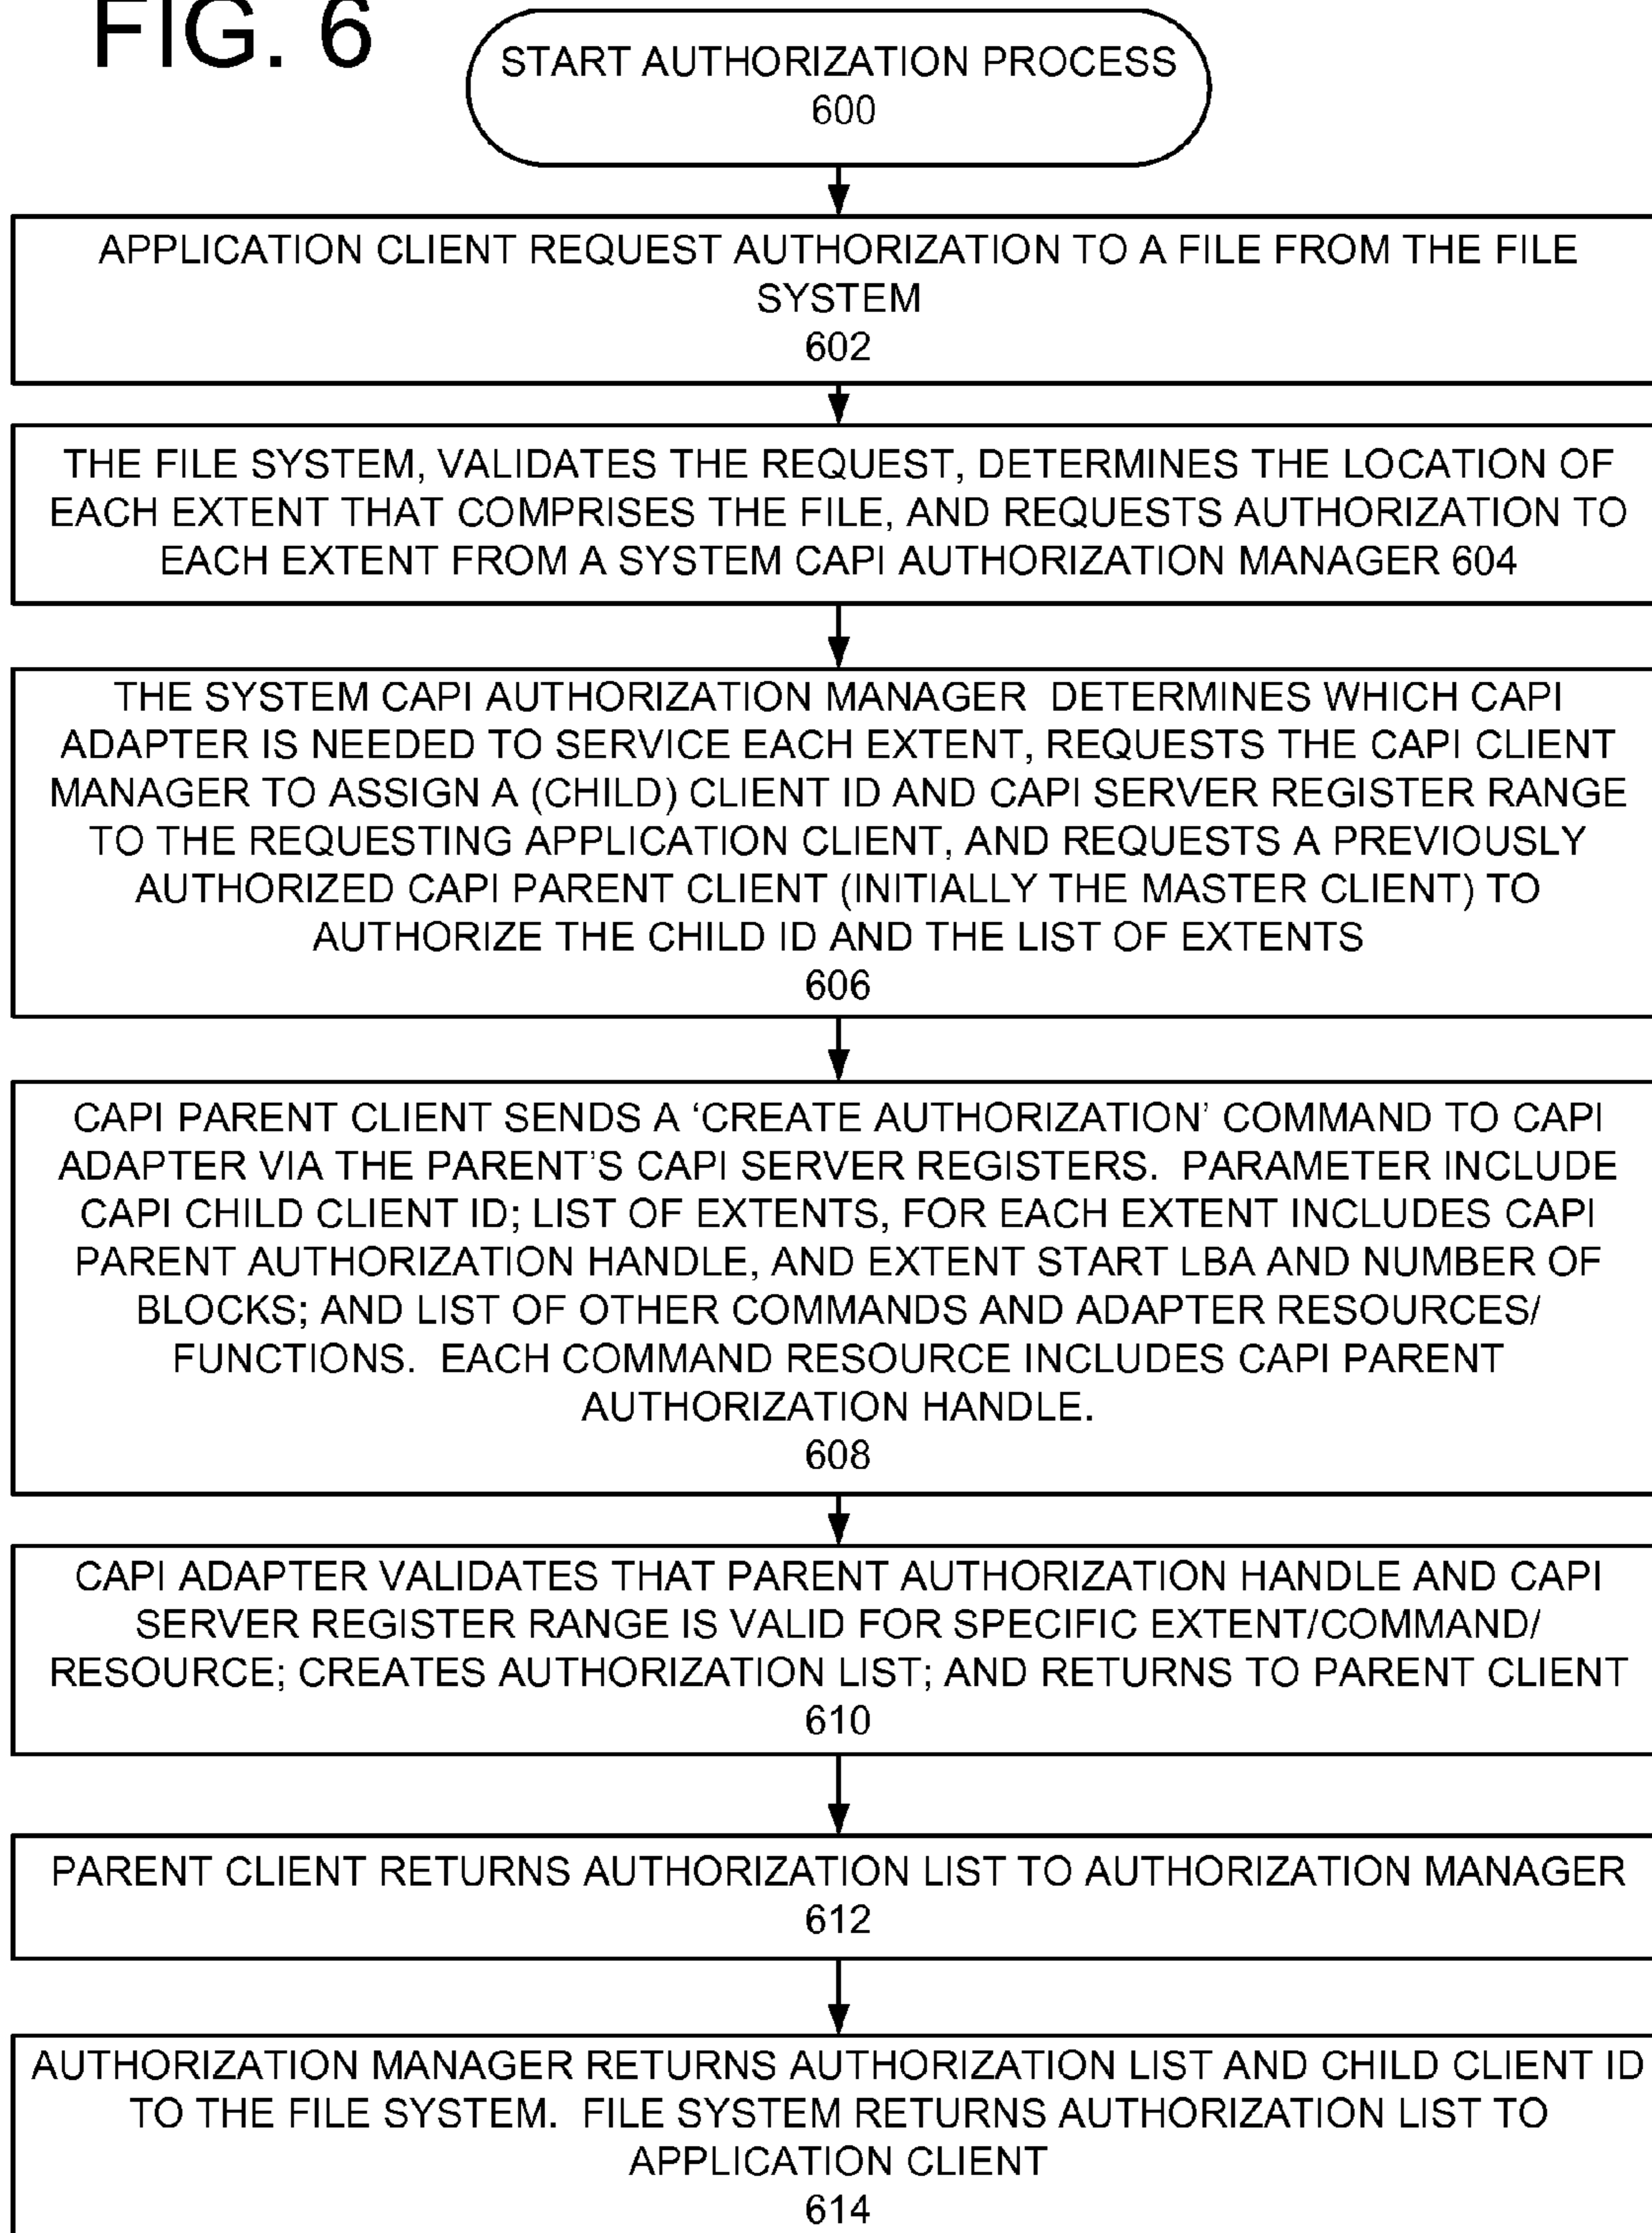 FIG. 6
START AUTHORIZATION PROCESS
600
APPLICATION CLIENT REQUEST AUTHORIZATION TO A FILE FROM THE FILE
SYSTEM
602
THE FILE SYSTEM, VALIDATES THE REQUEST, DETERMINES THE LOCATION OF
EACH EXTENT THAT COMPRISES THE FILE, AND REQUESTS AUTHORIZATION TO
EACH EXTENT FROM A SYSTEM CAPI AUTHORIZATION MANAGER 604
THE SYSTEM CAPI AUTHORIZATION MANAGER DETERMINES WHICH CAPI
ADAPTER IS NEEDED TO SERVICE EACH EXTENT, REQUESTS THE CAPI CLIENT
MANAGER TO ASSIGN A (CHILD) CLIENT ID AND CAPI SERVER REGISTER RANGE
TO THE REQUESTING APPLICATION CLIENT, AND REQUESTS A PREVIOUSLY
AUTHORIZED CAPI PARENT CLIENT (INITIALLY THE MASTER CLIENT) TO
AUTHORIZE THE CHILD ID AND THE LIST OF EXTENTS
606
CAPI PARENT CLIENT SENDS A ‘CREATE AUTHORIZATION’ COMMAND TO CAPI
ADAPTER VIA THE PARENT’S CAPI SERVER REGISTERS. PARAMETER INCLUDE
CAPI CHILD CLIENT ID; LIST OF EXTENTS, FOR EACH EXTENT INCLUDES CAPI
PARENT AUTHORIZATION HANDLE, AND EXTENT START LBA AND NUMBER OF
BLOCKS; AND LIST OF OTHER COMMANDS AND ADAPTER RESOURCES/
FUNCTIONS. EACH COMMAND RESOURCE INCLUDES CAPI PARENT
AUTHORIZATION HANDLE.
608
CAPI ADAPTER VALIDATES THAT PARENT AUTHORIZATION HANDLE AND CAPI
SERVER REGISTER RANGE IS VALID FOR SPECIFIC EXTENT/COMMAND/
RESOURCE; CREATES AUTHORIZATION LIST; AND RETURNS TO PARENT CLIENT
610
PARENT CLIENT RETURNS AUTHORIZATION LIST TO AUTHORIZATION MANAGER
612
AUTHORIZATION MANAGER RETURNS AUTHORIZATION LIST AND CHILD CLIENT ID
TO THE FILE SYSTEM. FILE SYSTEM RETURNS AUTHORIZATION LIST TO
APPLICATION CLIENT
614